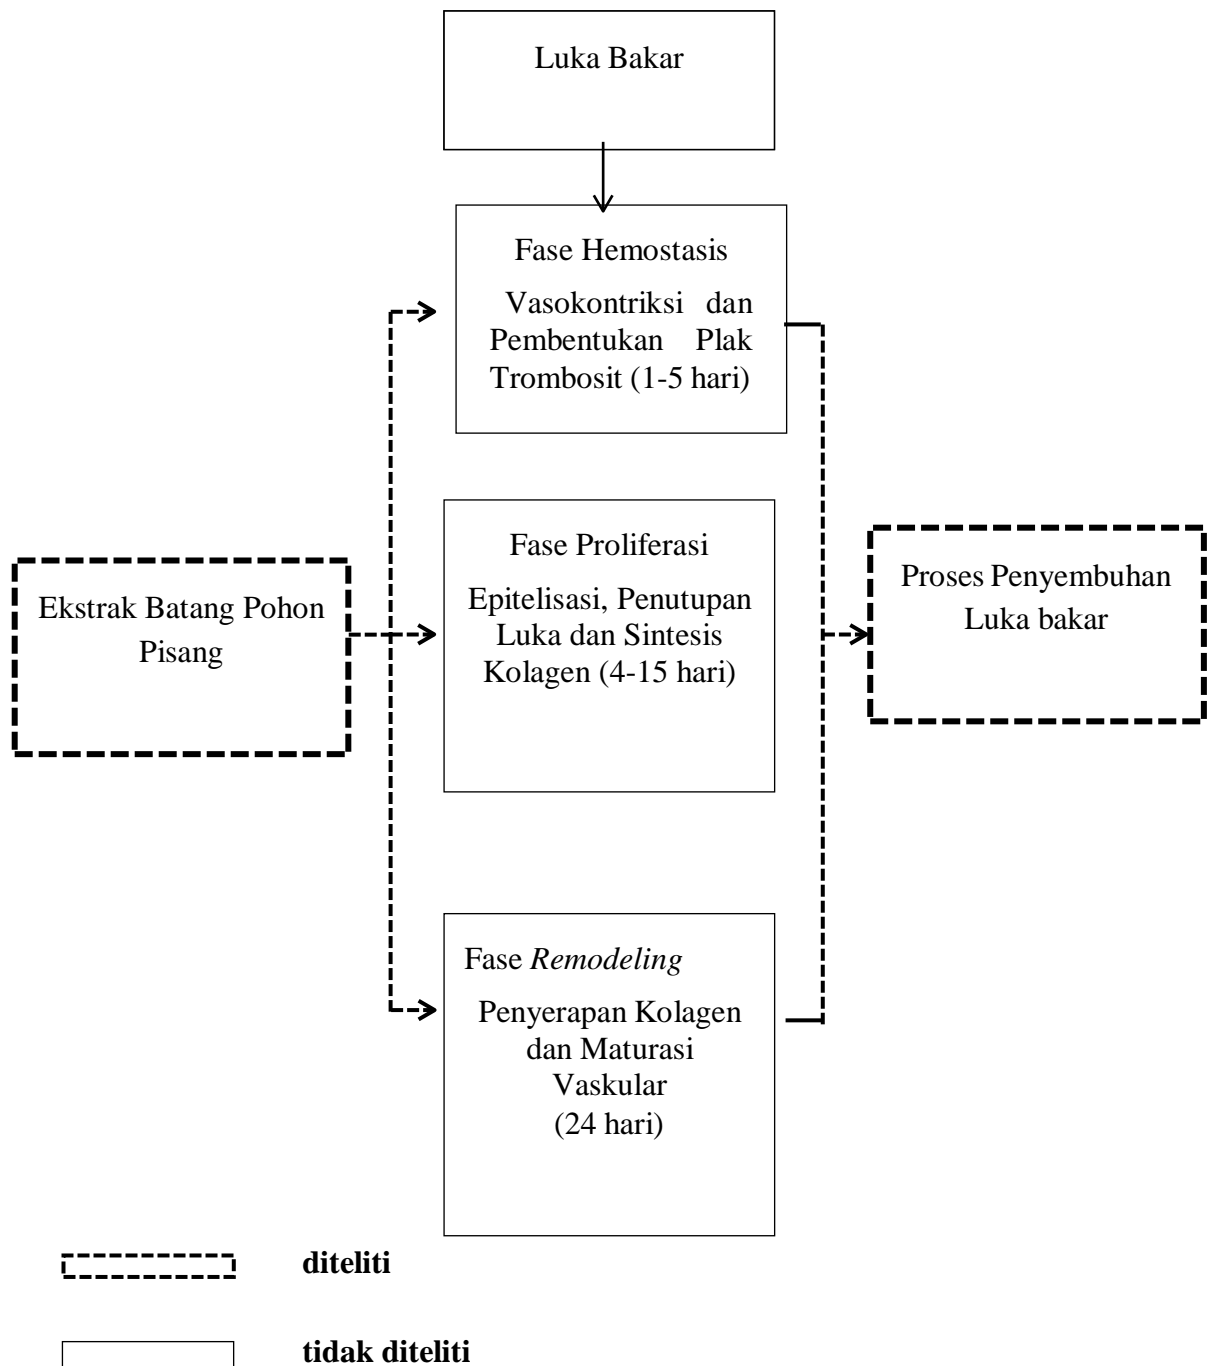 Luka Bakar
Fase Hemostasis
Vasokontriksi dan
Pembentukan Plak
Trombosit (1-5 hari)
Fase Proliferasi
Epitelisasi, Penutupan
Luka dan Sintesis
Kolagen (4-15 hari)
Ekstrak Batang Pohon
Pisang
Proses Penyembuhan
Luka bakar
Fase Remodeling
Penyerapan Kolagen
dan Maturasi
Vaskular
(24 hari)
diteliti
tidak diteliti